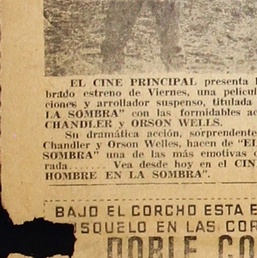 EL CINE PRINCIPAL presenta
brado estreno de Viernes, una pelicul
ciones y arrollador suspenso, titulada
LA SOMBRA" con los formidables ac
CHANDLER y ORSON WELLS.
Su dramática acción, sorprendente
Chandler y Orson Welles, hacen de "EL
SOMBRA" una de las más emotivas d
rada.... Vea desde hoy en el CIN
HOMBRE EN LA SOMBRA".
BAJO EL CORCHO ESTA E
BUSQUELO EN LAS COR
DOBLE CO